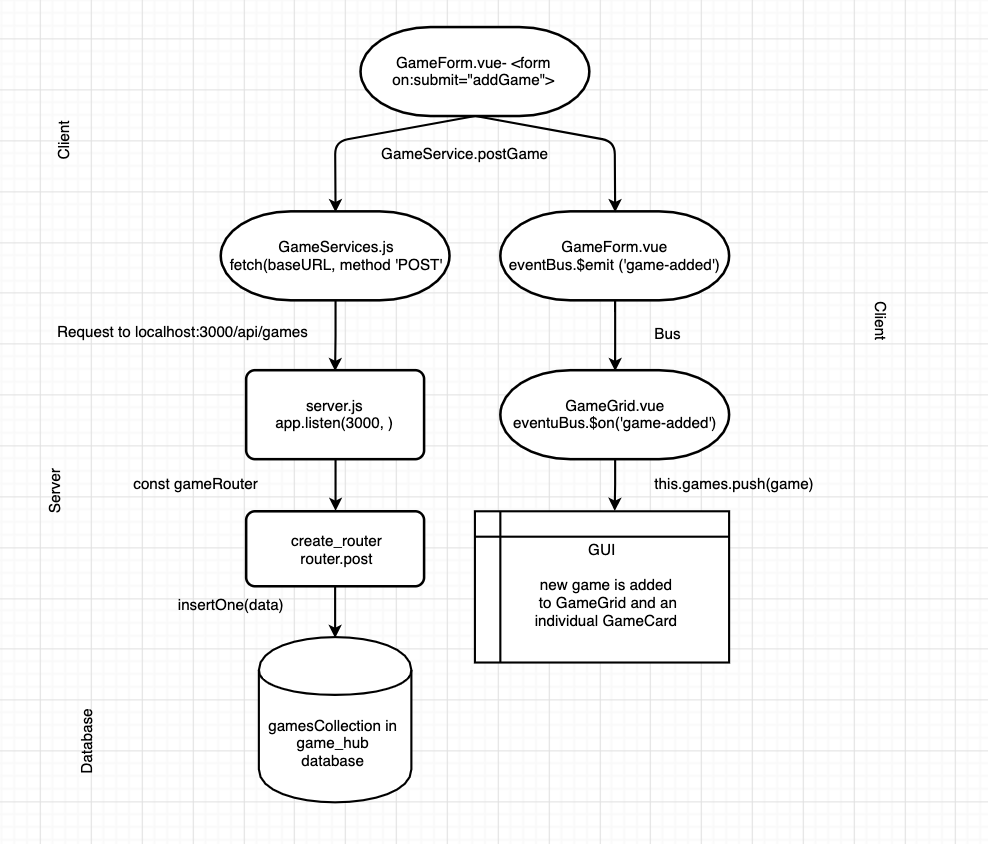 GameForm.vue- <form
on:submit="addGame">
Client
GameService.postGame
GameServices.js
fetch(baseURL, method 'POST'
GameForm.vue
eventBus.$emit ('game-added')
Request to localhost:3000/api/games
Bus
Client
server.js
app.listen(3000, )
GameGrid.vue
eventuBus.$on('game-added')
Server
const gameRouter
this.games.push(game)
create_router
router.post
GUI
new game is added
to GameGrid and an
individual GameCard
insertOne(data)
Database
gamesCollection in
game_hub
database